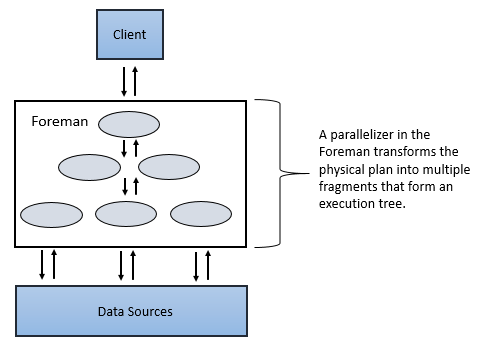 Client
Foreman
A parallelizer in the
Foreman transforms the
physical plan into multiple
fragments that form an
execution tree.
Data Sources